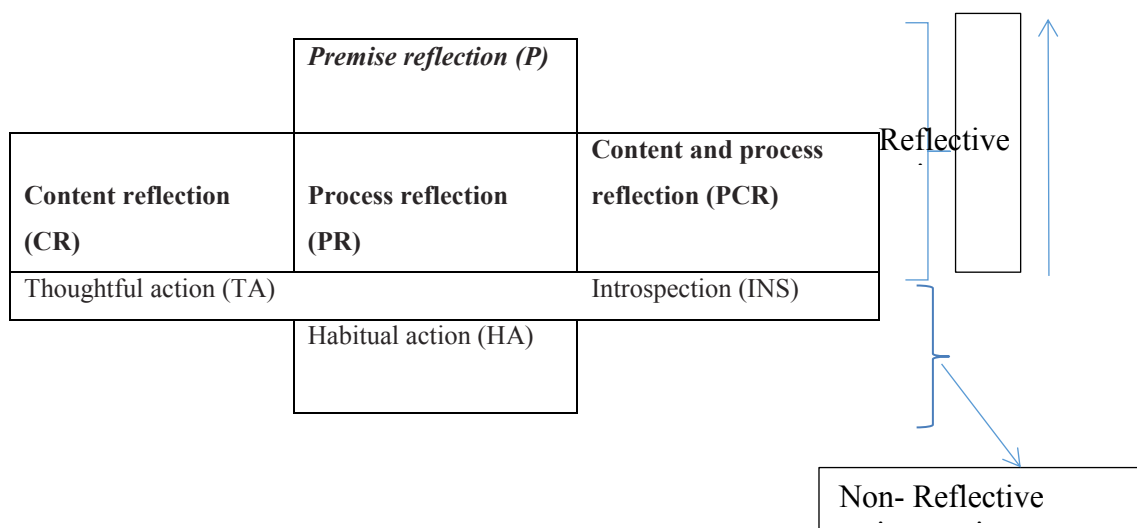 Premise reflection (P)
Reflective
Content and process
reflection (PCR)
Content reflection
(CR)
Process reflection
(PR)
Thoughtful action (TA)
Introspection (INS)
Habitual action (HA)
Non- Reflective